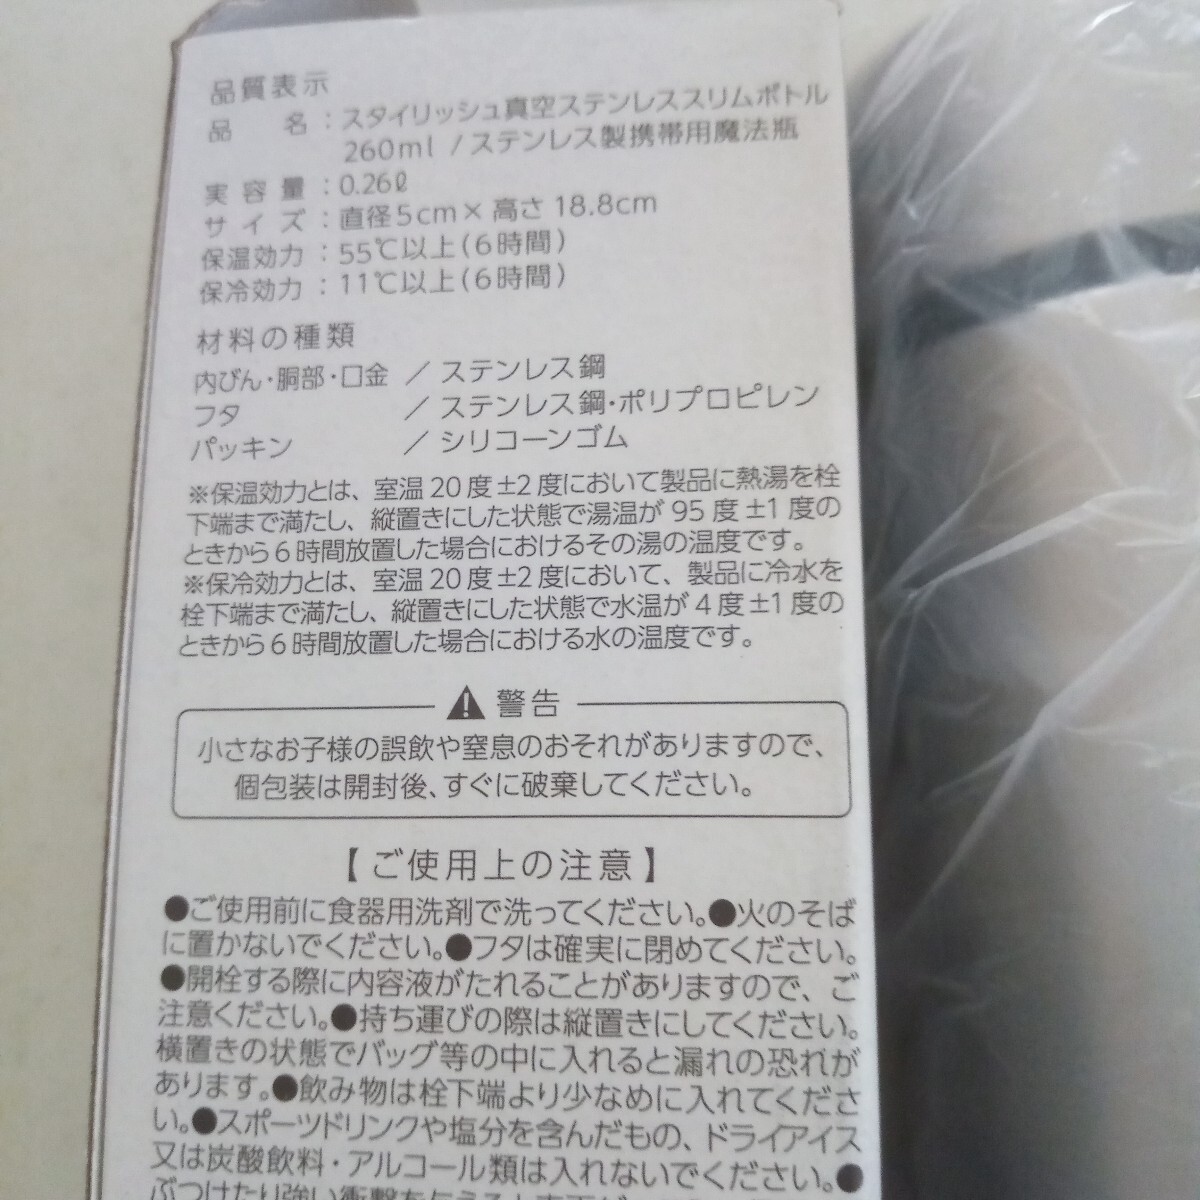 品質表示
品名：スタイリッシュ真空ステンレススリムボトル
260ml / ステンレス製携帯用魔法瓶
実容量：0.26ℓ
サイズ：直径5cm×高さ18.8cm
保温効力：55℃以上(6時間)
保冷効力：11℃以上(6時間)
材料の種類
内びん・胴部・口金 / ステンレス鋼
フタ / ステンレス鋼・ポリプロピレン
パッキン / シリコーンゴム
※保温効力とは、室温20度±2度において製品に熱湯を栓
下端まで満たし、縦置きにした状態で湯温が95度±1度の
ときから6時間放置した場合におけるその湯の温度です。
※保冷効力とは、室温20度±2度において、製品に冷水を
栓下端まで満たし、縦置きにした状態で水温が4度±1度の
ときから6時間放置した場合における水の温度です。
警告
小さなお子様の誤飲や窒息のおそれがありますので、
個包装は開封後、すぐに破棄してください。
【ご使用上の注意】
●ご使用前に食器用洗剤で洗ってください。●火のそば
に置かないでください。●フタは確実に閉めてください。
●開栓する際に内容液がたれることがありますので、ご
注意ください。●持ち運びの際は縦置きにしてください。
横置きの状態でバッグ等の中に入れると漏れの恐れが
あります。●飲み物は栓下端より少なめに入れてくださ
い。●スポーツドリンクや塩分を含んだもの、ドライアイス
又は炭酸飲料・アルコール類は入れないでください。●
ぶつけたり強い衝撃を与えると